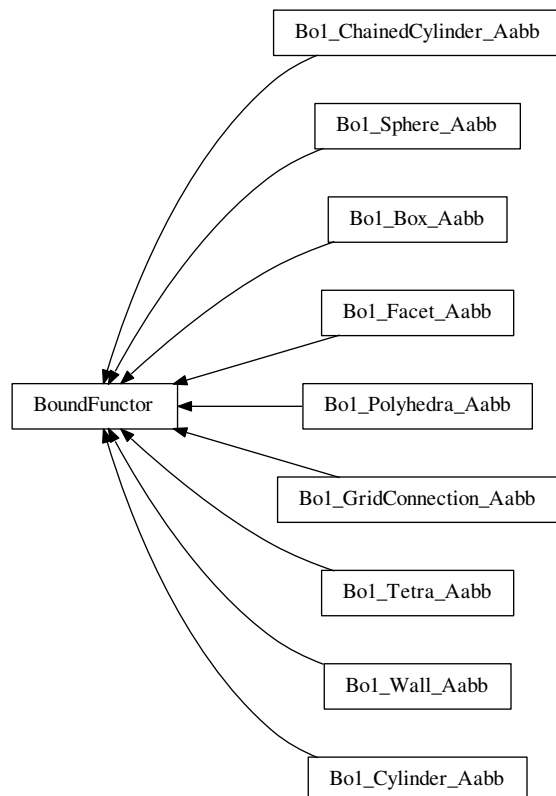 Bo1_ChainedCylinder_Aabb
Bo1_Sphere_Aabb
Bo1_Box_Aabb
Bo1_Facet_Aabb
BoundFunctor
Bo1_Polyhedra_Aabb
Bo1_GridConnection_Aabb
Bo1_Tetra_Aabb
Bo1_Wall_Aabb
Bo1_Cylinder_Aabb